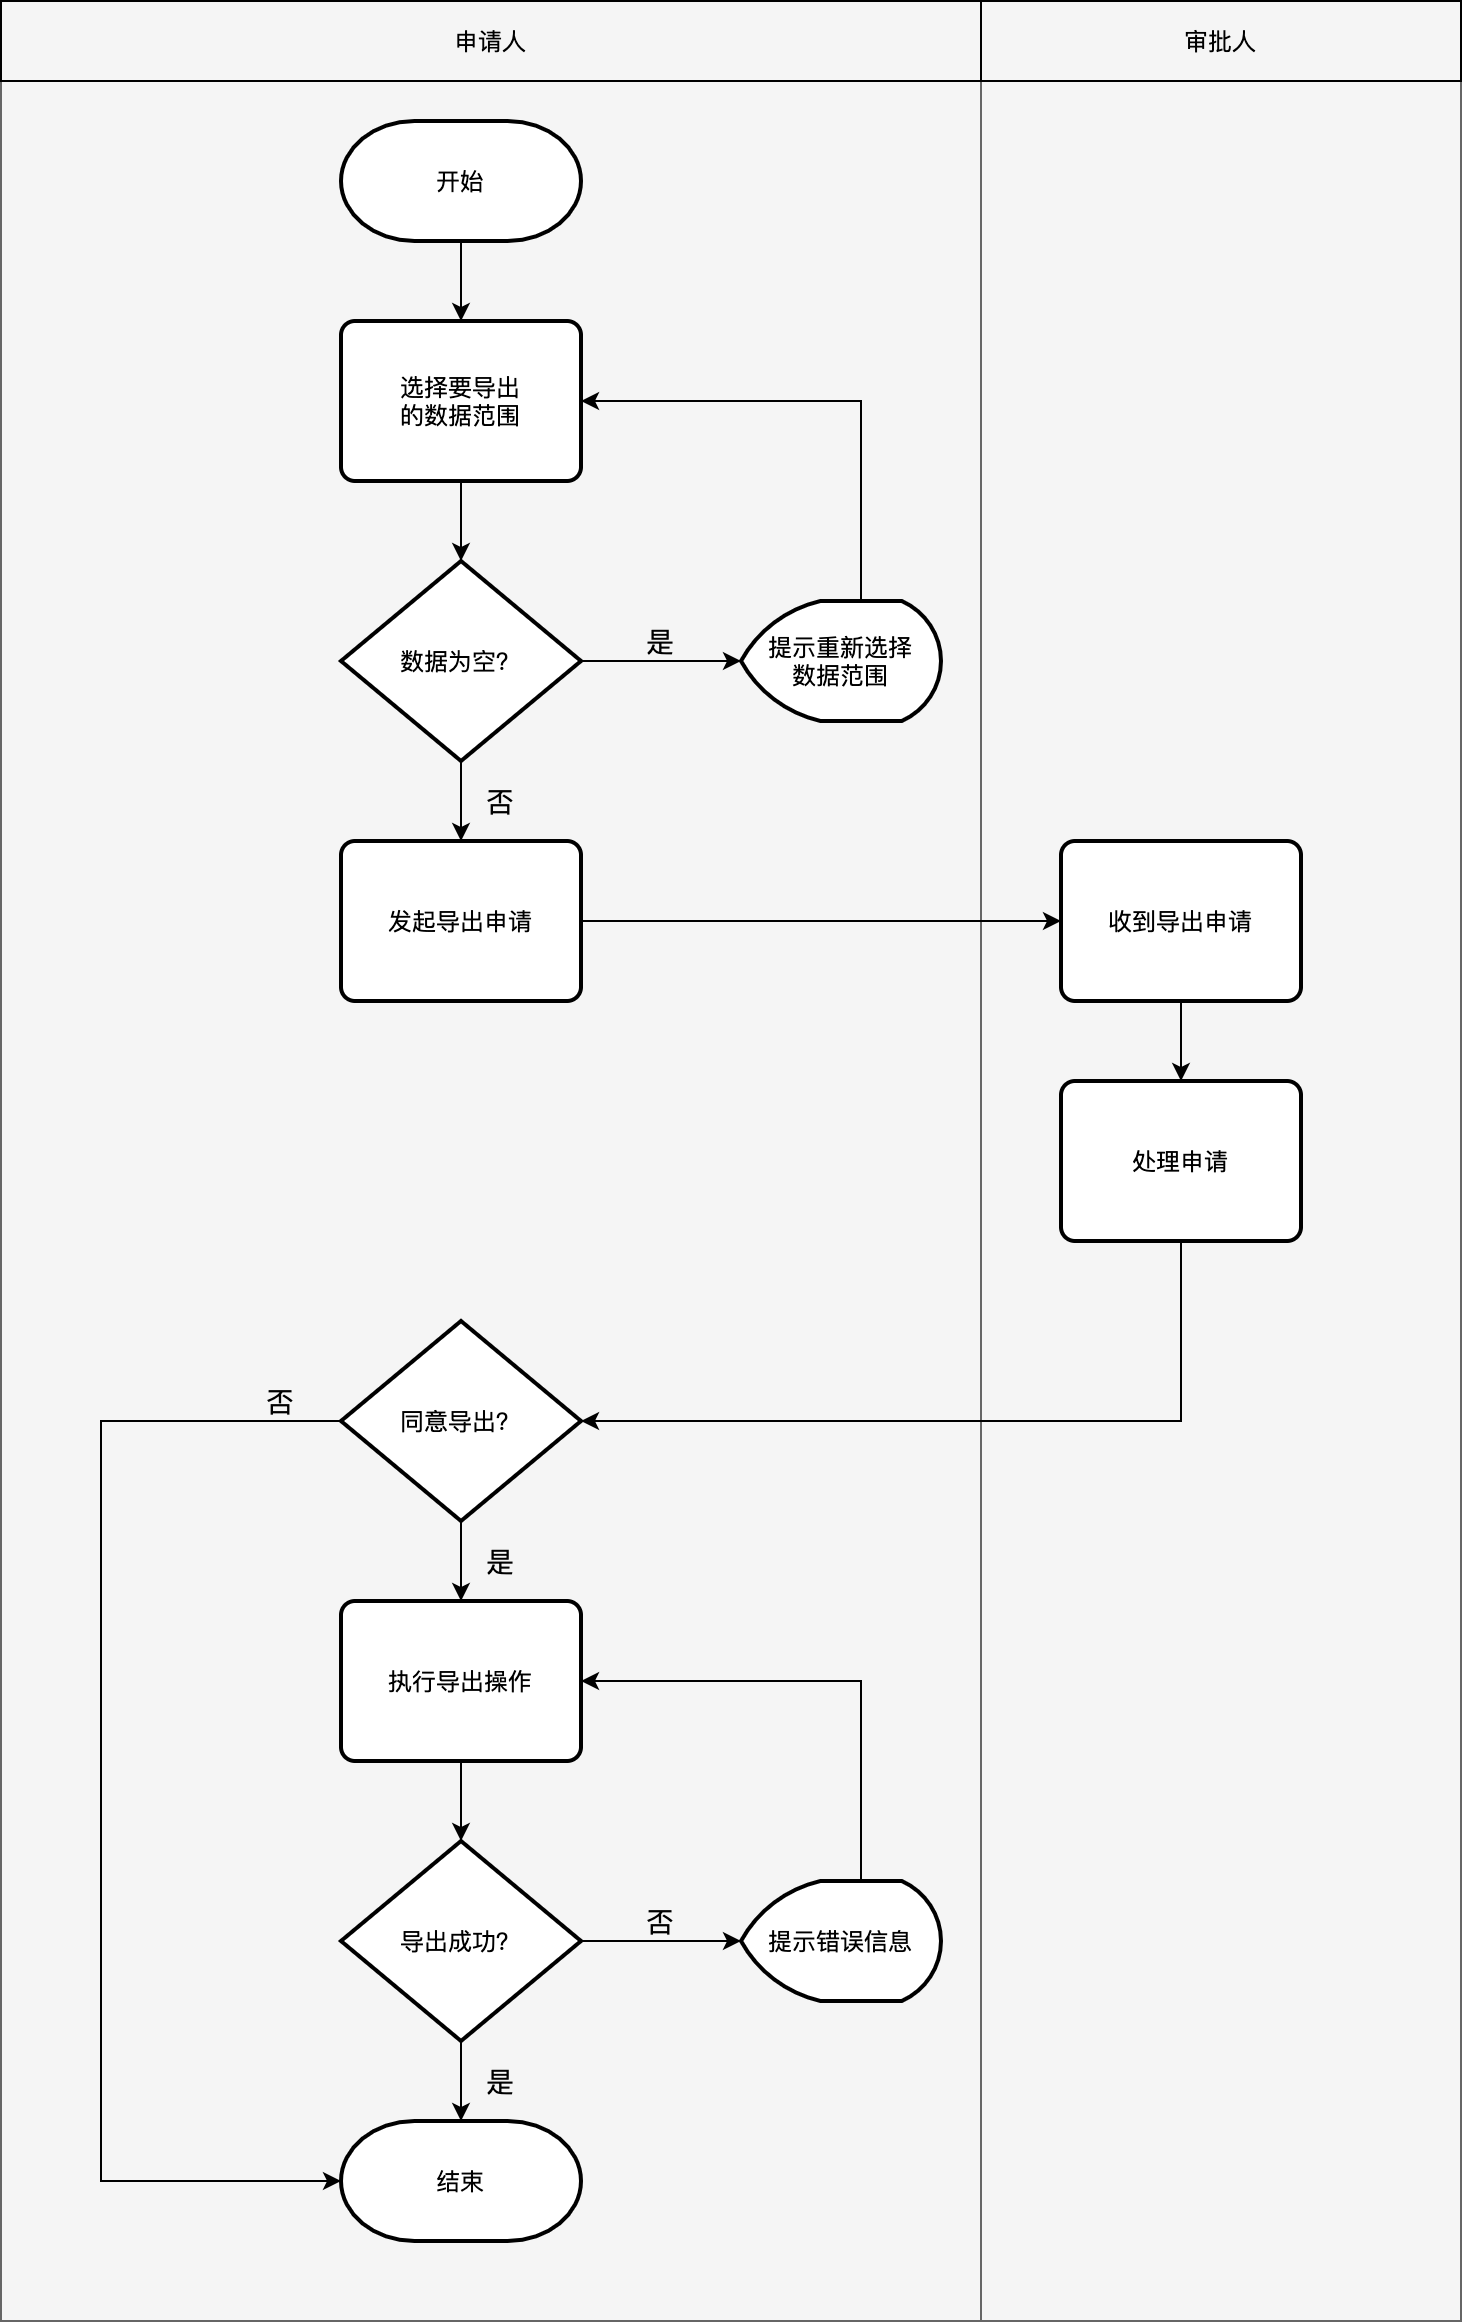 申请人
审批人
开始
选择要导出
的数据范围
数据为空?
是
提示重新选择
数据范围
否
发起导出申请
收到导出申请
处理申请
否
同意导出?
是
执行导出操作
导出成功?
否
提示错误信息
是
结束